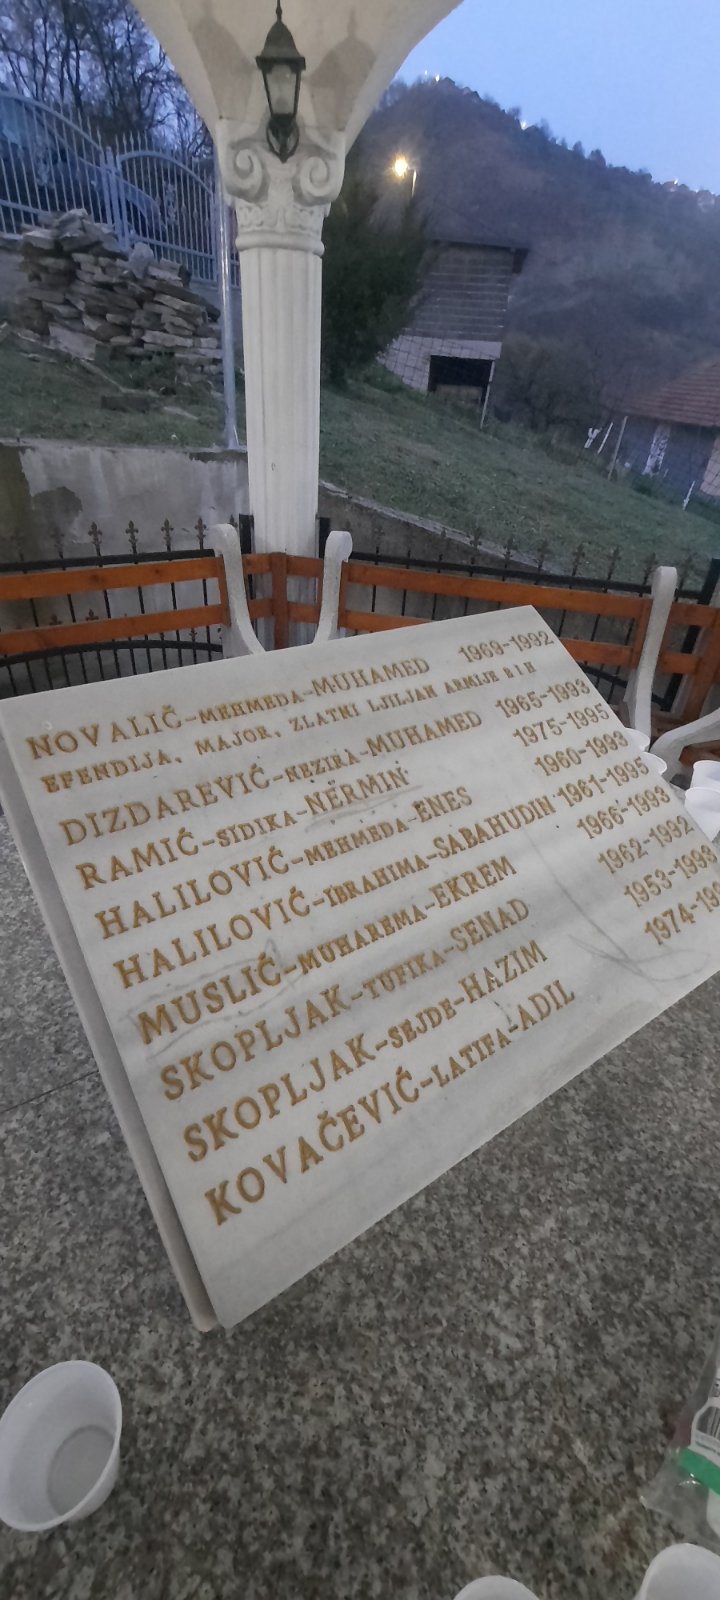 NOVALIČ-MEHMEDA-MUHAMED 1969-1992
EFENDIJA, MAJOR, ZLATNI LJILJAN ARMIJE B I H
DIZDAREVIĆ-NEZIRA-MUHAMED 1965-1993
RAMIĆ-SIDIKA-NERMIN 1975-1995
HALILOVIĆ-MEHMEDA-ENES 1960-1993
HALILOVIĆ-IBRAHIMA-SABAHUDIN 1961-1995
MUSLIĆ-MUHAREMA-EKREM 1966-1993
SKOPLJAK-TUFIKA-SENAD 1962-1992
SKOPLJAK-SEJDE-HAZIM 1953-1993
KOVAČEVIĆ-LATIFA-ADIL